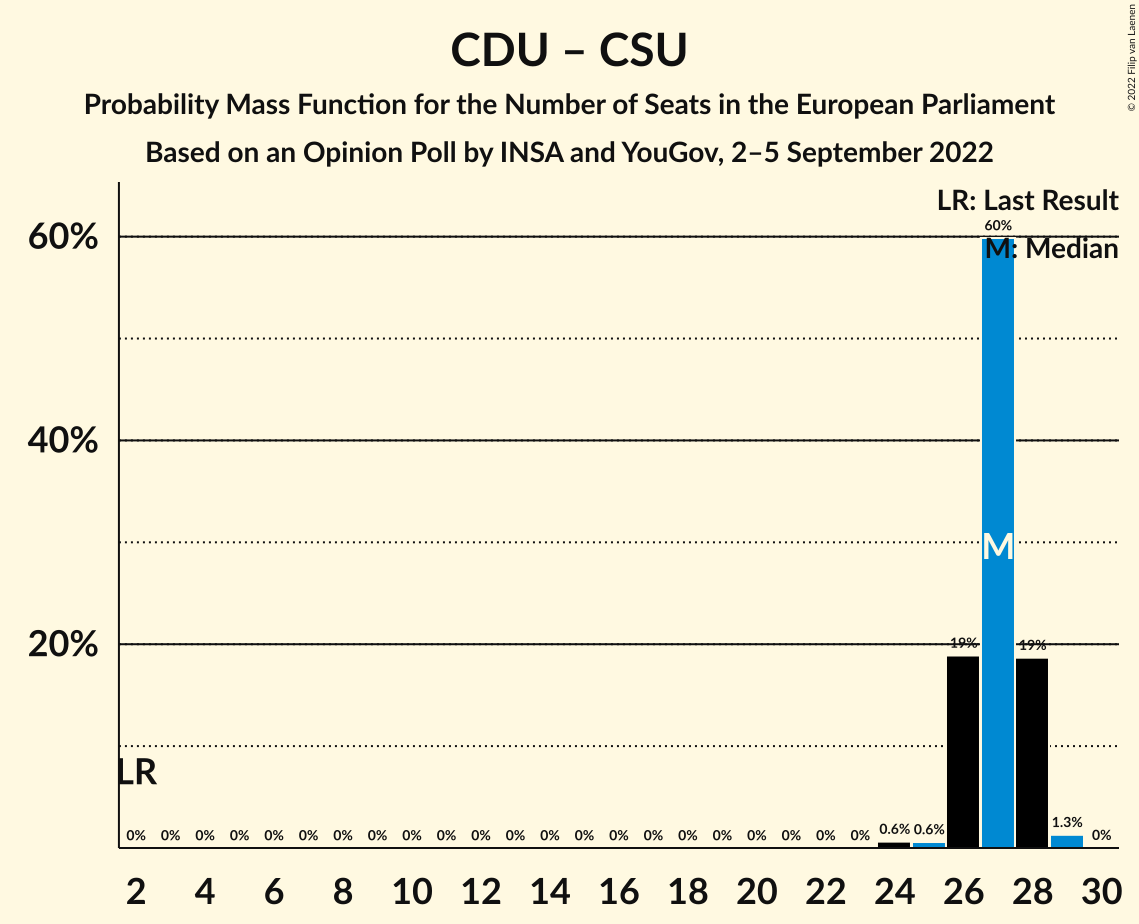 CDU – CSU
Probability Mass Function for the Number of Seats in the European Parliament
Based on an Opinion Poll by INSA and YouGov, 2–5 September 2022
© 2022 Filip van Laenen
LR: Last Result
M: Median
60%
40%
20%
60%
M
19% 19%
LR
0% 0% 0% 0% 0% 0% 0% 0% 0% 0% 0% 0% 0% 0% 0% 0% 0% 0% 0% 0% 0% 0% 0.6% 0.6% 1.3% 0%
2 4 6 8 10 12 14 16 18 20 22 24 26 28 30